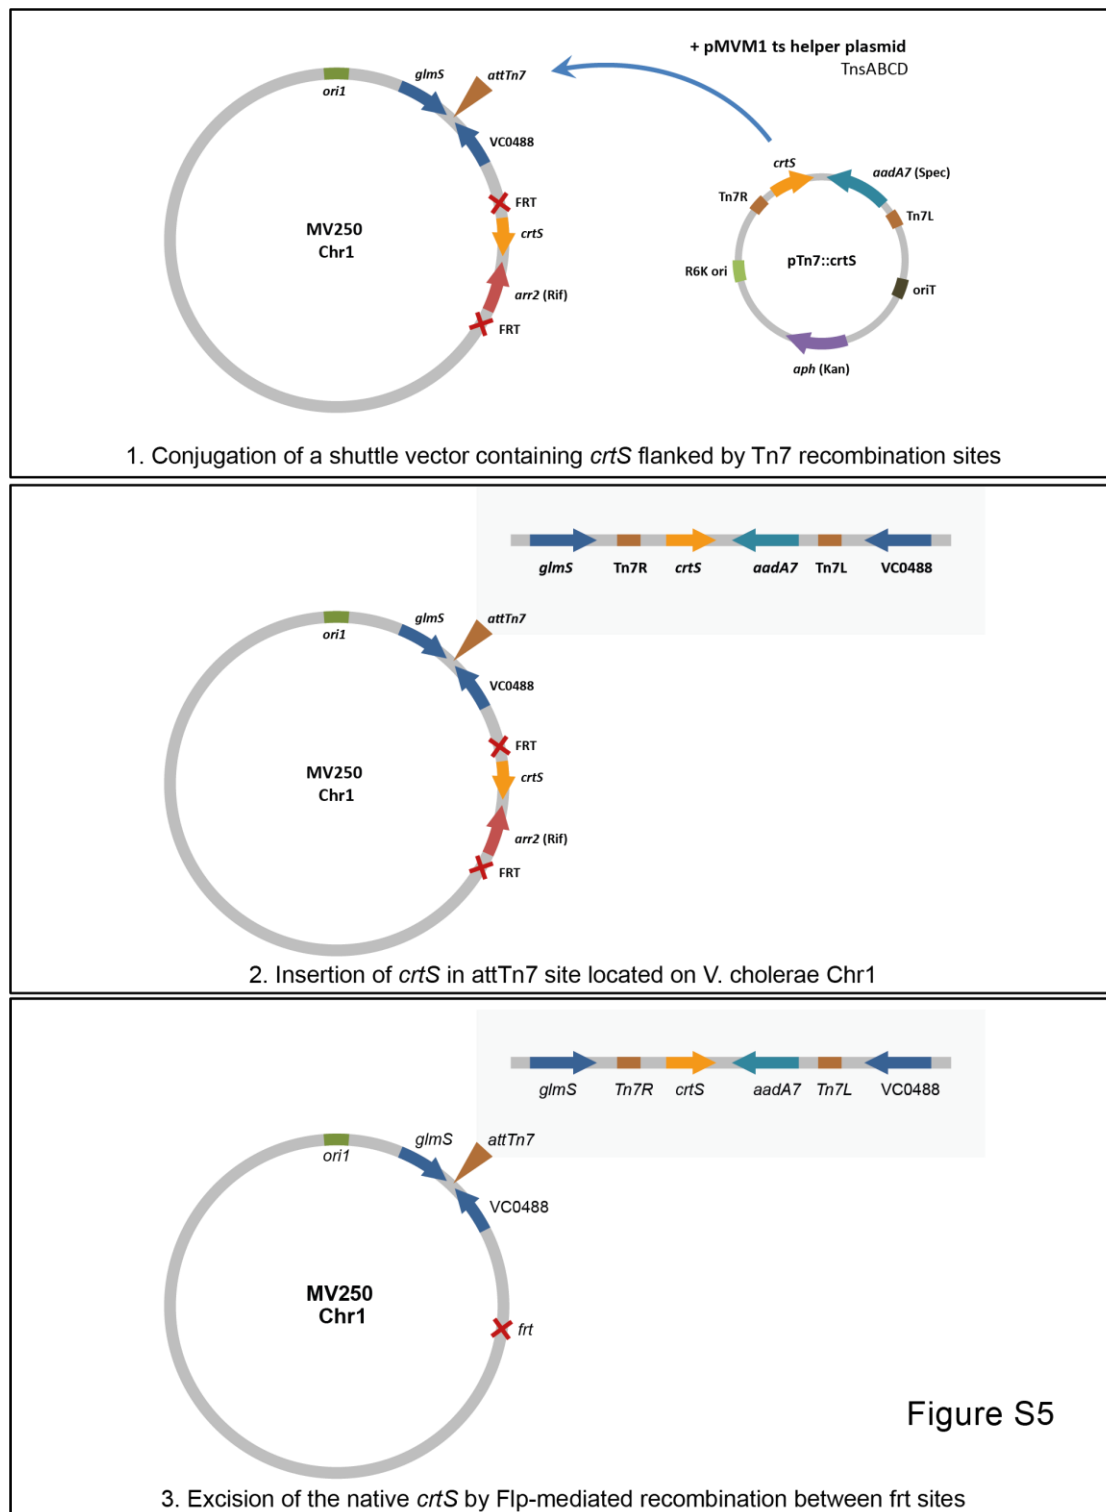 + pMVM1 ts helper plasmid
TnsABCD
glmS
attTn7
ori1
VC0488
FRT
crtS
arr2 (Rif)
FRT
MV250
Chr1
crtS
aadA7 (Spec)
Tn7R
Tn7L
R6K ori
pTn7::crtS
oriT
aph (Kan)
1. Conjugation of a shuttle vector containing crtS flanked by Tn7 recombination sites
glmS Tn7R crtS aadA7 Tn7L VC0488
glmS
attTn7
ori1
VC0488
FRT
crtS
MV250
Chr1
arr2 (Rif)
FRT
2. Insertion of crtS in attTn7 site located on V. cholerae Chr1
glmS Tn7R crtS aadA7 Tn7L VC0488
glmS
attTn7
ori1
VC0488
MV250
Chr1
frt
Figure S5
3. Excision of the native crtS by Flp-mediated recombination between frt sites